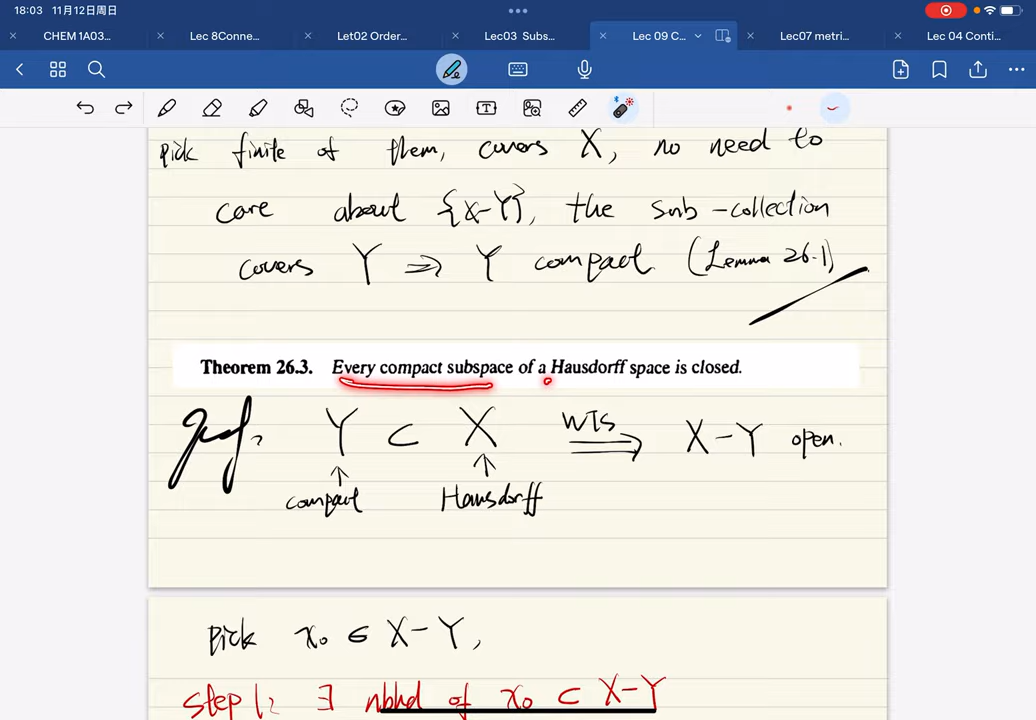 18:03 11月12日周日
CHEM 1A03... Lec 8Conne... Let02 Order... Lec03 Subs... Lec 09 C... Lec07 metri... Lec 04 Conti...
pick finite of them, covers X, no need to
care about {X-Y}, the sub-collection
covers Y ⇒ Y compact. (Lemma 26.1)
Theorem 26.3. Every compact subspace of a Hausdorff space is closed.
Y ⊂ X WTS ⟹ X-Y open.
↑ ↑
compact Hausdorff
pick x₀ ∈ X-Y,
step 1: ∃ nbhd of x₀ ⊂ X-Y